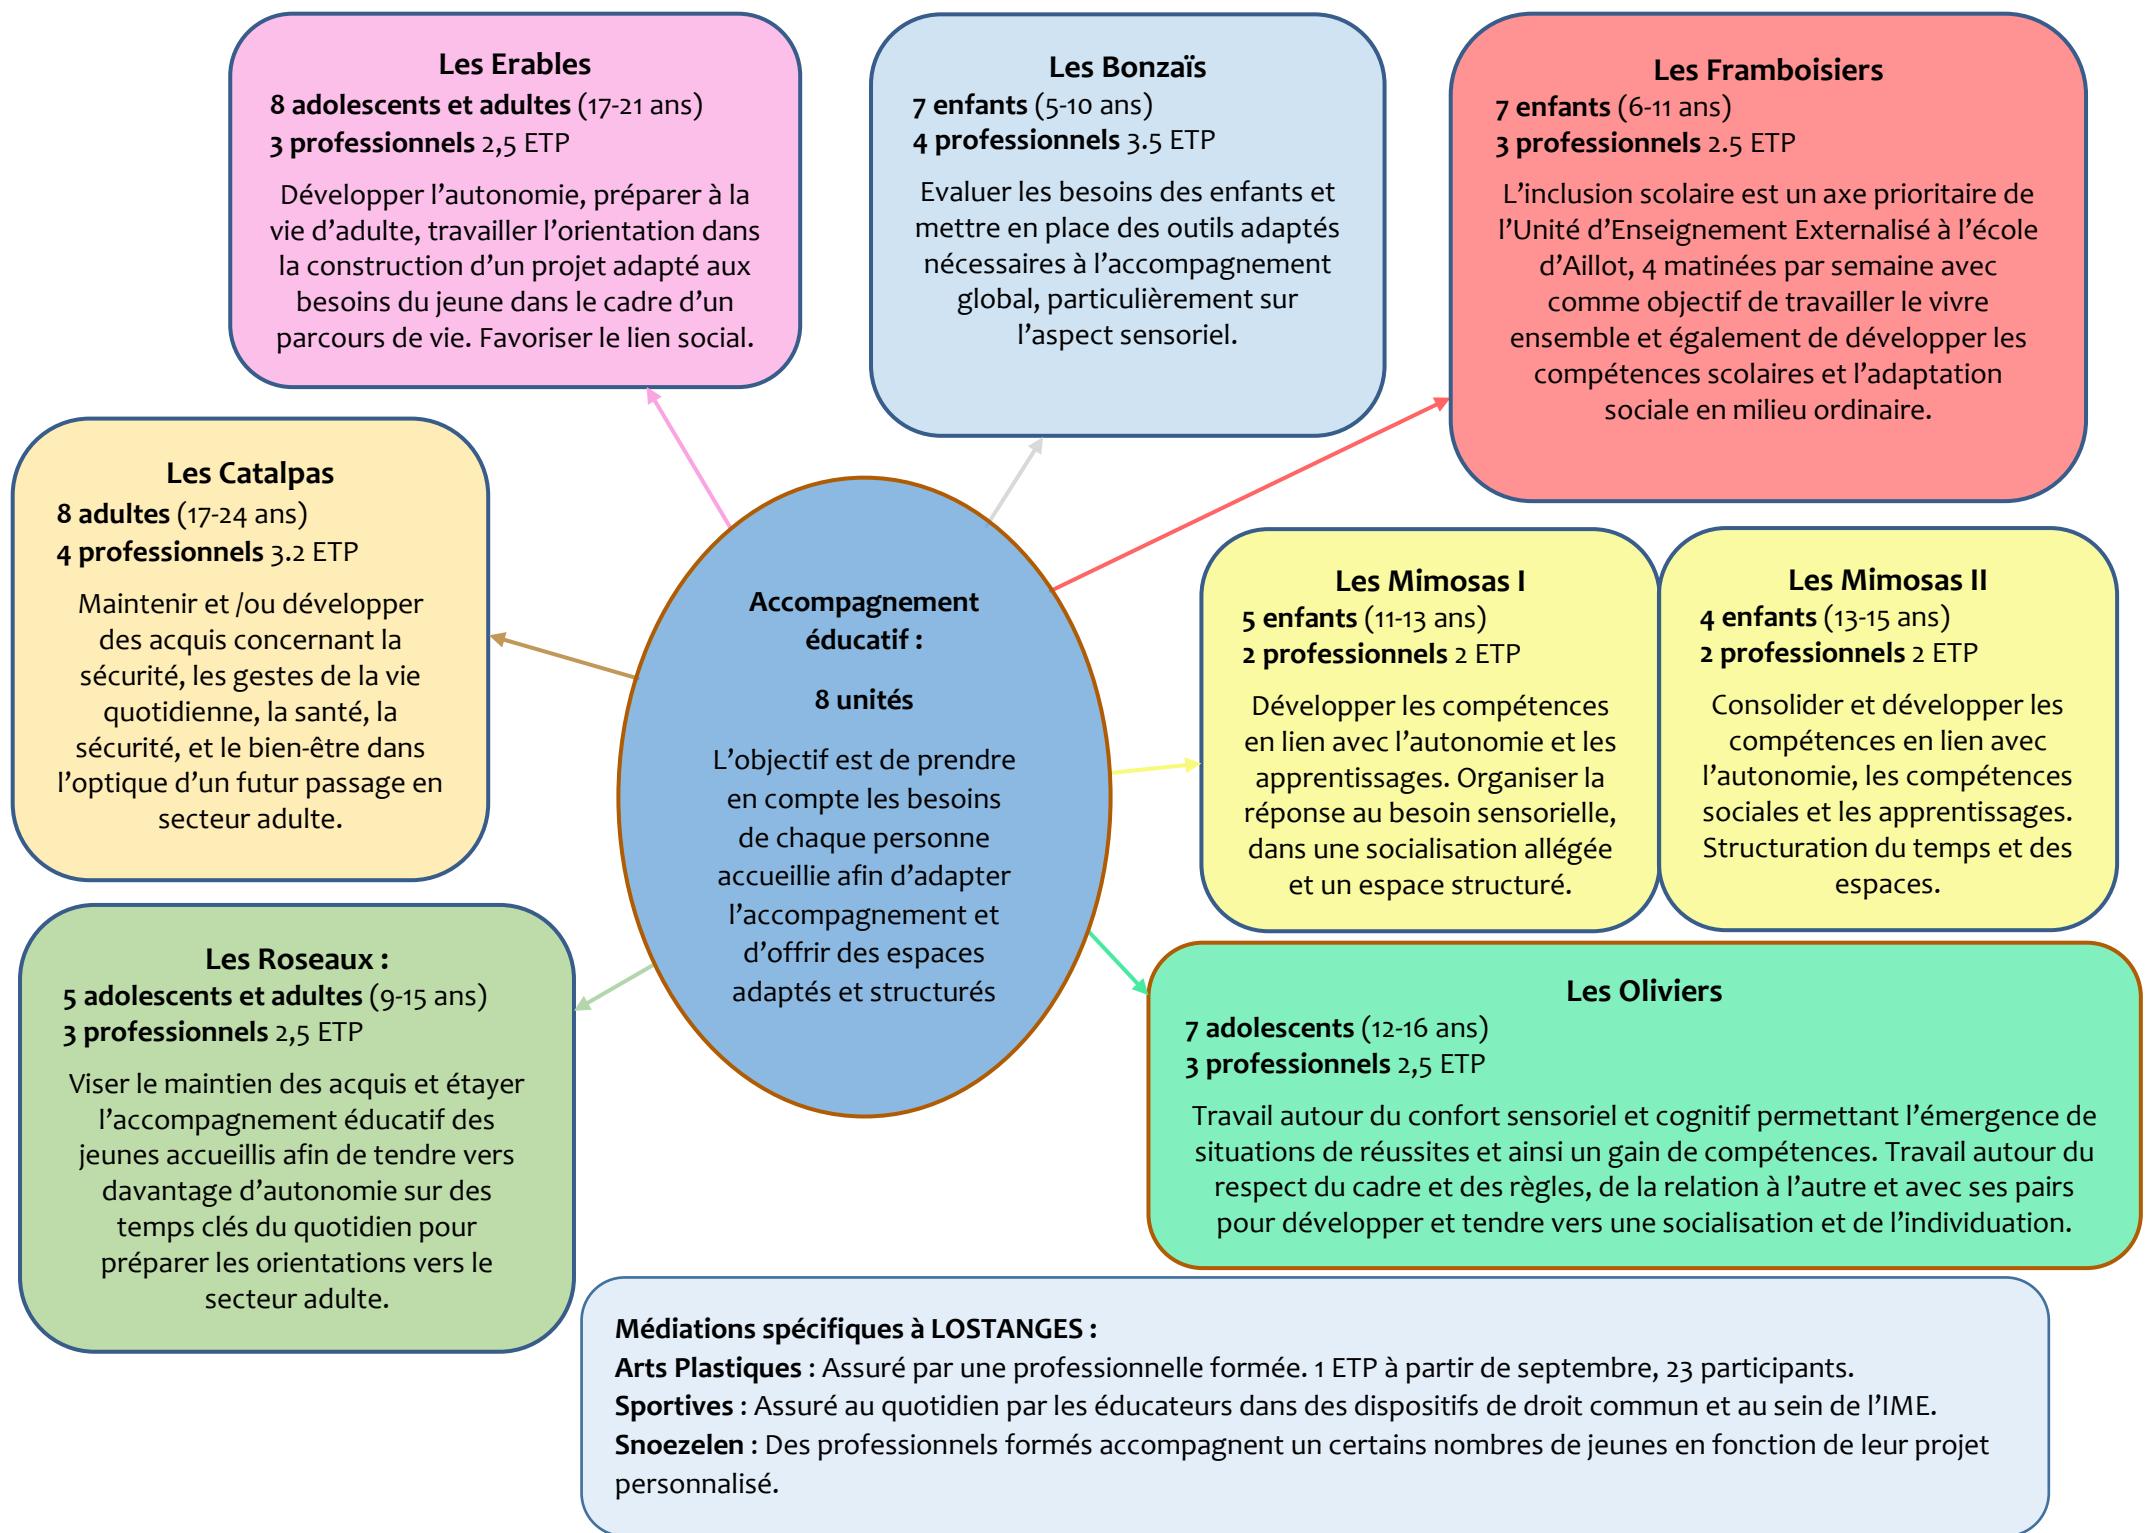 Les Erables
8 adolescents et adultes (17-21 ans)
3 professionnels 2,5 ETP
Développer l’autonomie, préparer à la
vie d’adulte, travailler l’orientation dans
la construction d’un projet adapté aux
besoins du jeune dans le cadre d’un
parcours de vie. Favoriser le lien social.
Les Bonzaïs
7 enfants (5-10 ans)
4 professionnels 3.5 ETP
Evaluer les besoins des enfants et
mettre en place des outils adaptés
nécessaires à l’accompagnement
global, particulièrement sur
l’aspect sensoriel.
Les Framboisiers
7 enfants (6-11 ans)
3 professionnels 2.5 ETP
L’inclusion scolaire est un axe prioritaire de
l’Unité d’Enseignement Externalisé à l’école
d’Aillot, 4 matinées par semaine avec
comme objectif de travailler le vivre
ensemble et également de développer les
compétences scolaires et l’adaptation
sociale en milieu ordinaire.
Les Catalpas
8 adultes (17-24 ans)
4 professionnels 3.2 ETP
Maintenir et /ou développer
des acquis concernant la
sécurité, les gestes de la vie
quotidienne, la santé, la
sécurité, et le bien-être dans
l’optique d’un futur passage en
secteur adulte.
Accompagnement
éducatif :
8 unités
L’objectif est de prendre
en compte les besoins
de chaque personne
accueillie afin d’adapter
l’accompagnement et
d’offrir des espaces
adaptés et structurés
Les Mimosas I
5 enfants (11-13 ans)
2 professionnels 2 ETP
Développer les compétences
en lien avec l’autonomie et les
apprentissages. Organiser la
réponse au besoin sensorielle,
dans une socialisation allégée
et un espace structuré.
Les Mimosas II
4 enfants (13-15 ans)
2 professionnels 2 ETP
Consolider et développer les
compétences en lien avec
l’autonomie, les compétences
sociales et les apprentissages.
Structuration du temps et des
espaces.
Les Roseaux :
5 adolescents et adultes (9-15 ans)
3 professionnels 2,5 ETP
Viser le maintien des acquis et étayer
l’accompagnement éducatif des
jeunes accueillis afin de tendre vers
davantage d’autonomie sur des
temps clés du quotidien pour
préparer les orientations vers le
secteur adulte.
Les Oliviers
7 adolescents (12-16 ans)
3 professionnels 2,5 ETP
Travail autour du confort sensoriel et cognitif permettant l’émergence de
situations de réussites et ainsi un gain de compétences. Travail autour du
respect du cadre et des règles, de la relation à l’autre et avec ses pairs
pour développer et tendre vers une socialisation et de l’individuation.
Médiations spécifiques à LOSTANGES :
Arts Plastiques : Assuré par une professionnelle formée. 1 ETP à partir de septembre, 23 participants.
Sportives : Assuré au quotidien par les éducateurs dans des dispositifs de droit commun et au sein de l’IME.
Snoezelen : Des professionnels formés accompagnent un certains nombres de jeunes en fonction de leur projet
personnalisé.